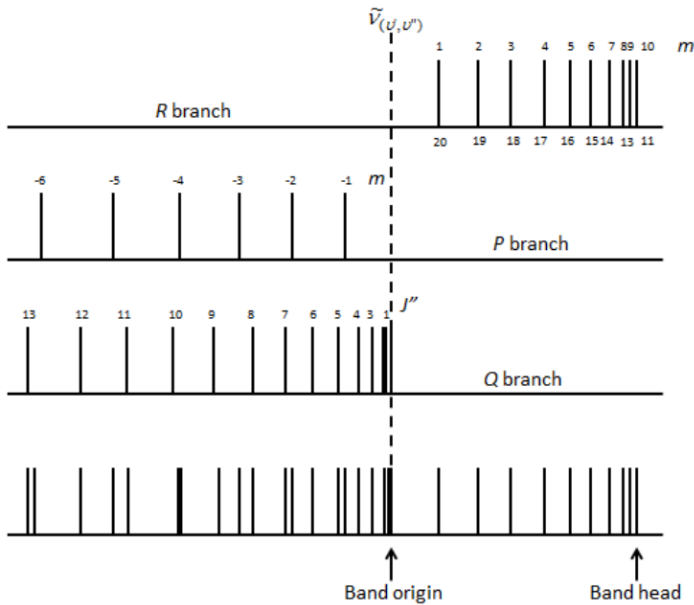 ν̃(υ′,υ″)
1 2 3 4 5 6 7 8 9 10 m
R branch
20 19 18 17 16 15 14 13 11
-6 -5 -4 -3 -2 -1 m
P branch
13 12 11 10 9 8 7 6 5 4 3 1 J″
Q branch
Band origin Band head